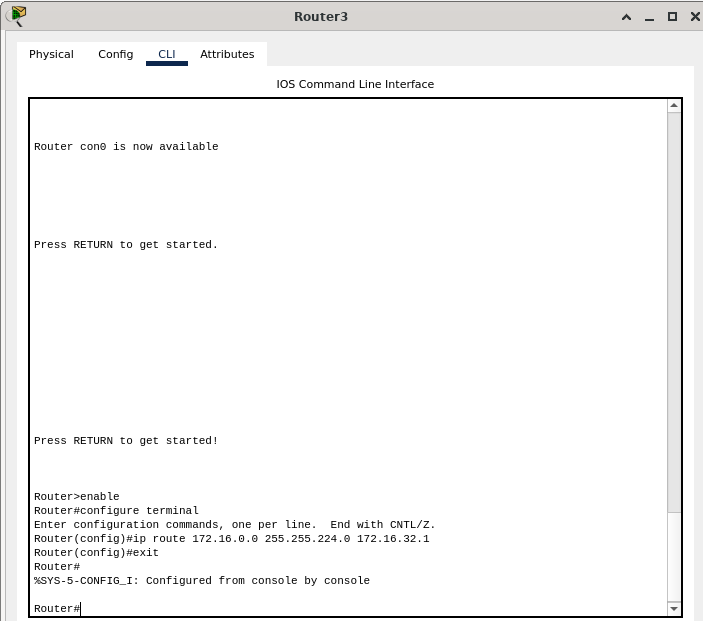 Router3
Physical Config CLI Attributes
IOS Command Line Interface
Router con0 is now available
Press RETURN to get started.
Press RETURN to get started!
Router>enable
Router#configure terminal
Enter configuration commands, one per line.  End with CNTL/Z.
Router(config)#ip route 172.16.0.0 255.255.224.0 172.16.32.1
Router(config)#exit
Router#
%SYS-5-CONFIG_I: Configured from console by console
Router#